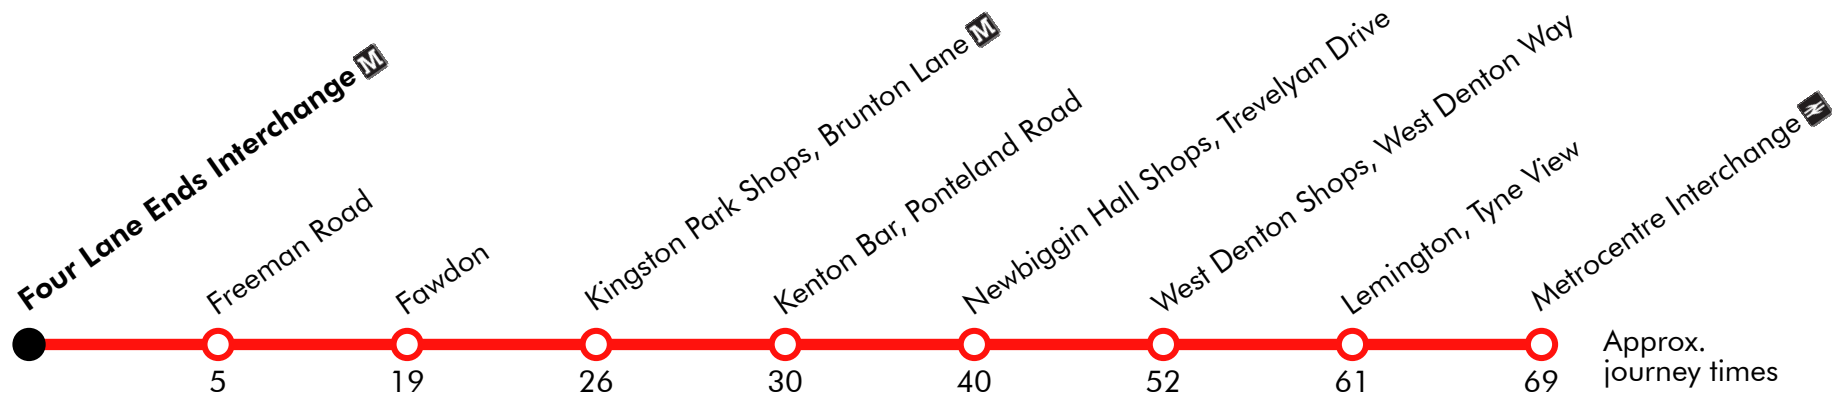 Four Lane Ends Interchange M
Freeman Road
Fawdon
Kingston Park Shops, Brunton Lane M
Kenton Bar, Ponteland Road
Newbiggin Hall Shops, Trevelyan Drive
West Denton Shops, West Denton Way
Lemington, Tyne View
Metrocentre Interchange
5 19 26 30 40 52 61 69
Approx.
journey times